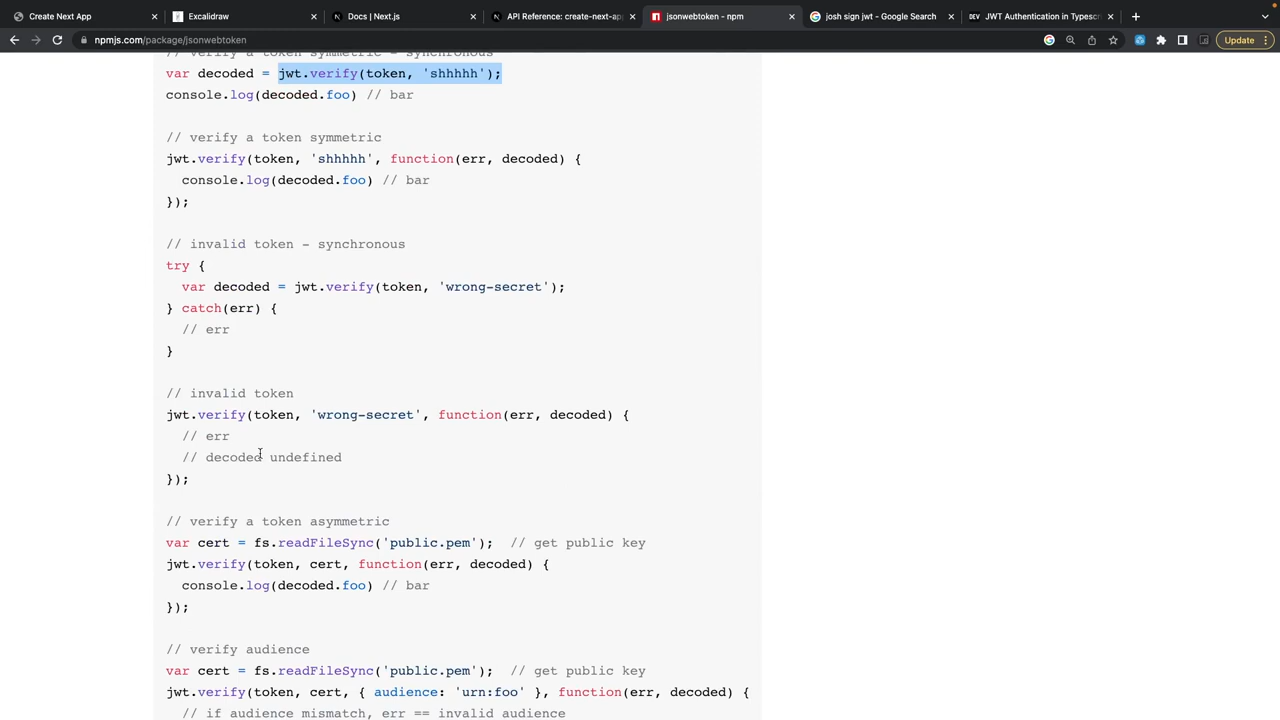 Create Next App
Excalidraw
Docs | Next.js
API Reference: create-next-app
jsonwebtoken - npm
josh sign jwt - Google Search
JWT Authentication in Typescri
npmjs.com/package/jsonwebtoken
Update
// verify a token symmetric - synchronous
var decoded = jwt.verify(token, 'shhhhh');
console.log(decoded.foo) // bar
// verify a token symmetric
jwt.verify(token, 'shhhhh', function(err, decoded) {
console.log(decoded.foo) // bar
});
// invalid token - synchronous
try {
var decoded = jwt.verify(token, 'wrong-secret');
} catch(err) {
// err
}
// invalid token
jwt.verify(token, 'wrong-secret', function(err, decoded) {
// err
// decoded undefined
});
// verify a token asymmetric
var cert = fs.readFileSync('public.pem');  // get public key
jwt.verify(token, cert, function(err, decoded) {
console.log(decoded.foo) // bar
});
// verify audience
var cert = fs.readFileSync('public.pem');  // get public key
jwt.verify(token, cert, { audience: 'urn:foo' }, function(err, decoded) {
// if audience mismatch, err == invalid audience